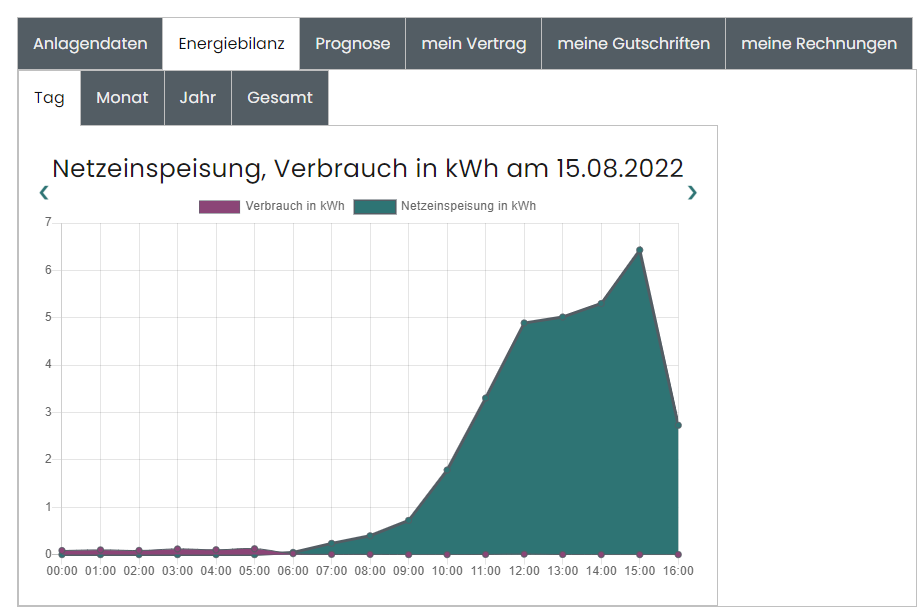 Anlagendaten Energiebilanz Prognose mein Vertrag meine Gutschriften meine Rechnungen
Tag Monat Jahr Gesamt
Netzeinspeisung, Verbrauch in kWh am 15.08.2022
‹ ›
Verbrauch in kWh Netzeinspeisung in kWh
7
6
5
4
3
2
1
0
00:00 01:00 02:00 03:00 04:00 05:00 06:00 07:00 08:00 09:00 10:00 11:00 12:00 13:00 14:00 15:00 16:00